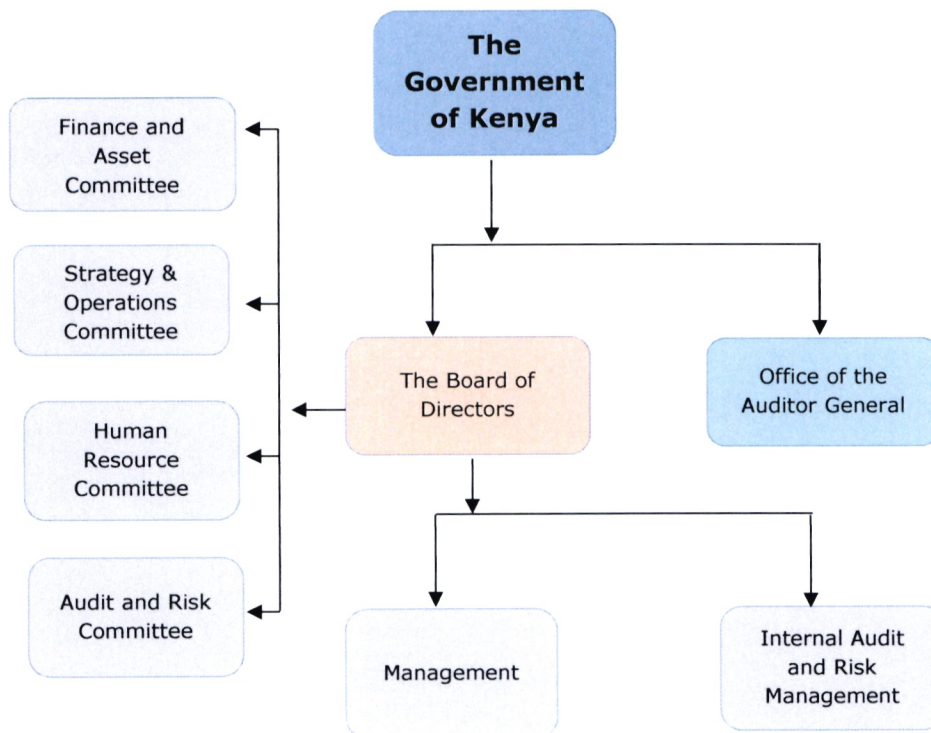 The
Government
of Kenya
Finance and
Asset
Committee
Strategy &
Operations
Committee
Human
Resource
Committee
Audit and Risk
Committee
The Board of
Directors
Office of the
Auditor General
Management
Internal Audit
and Risk
Management